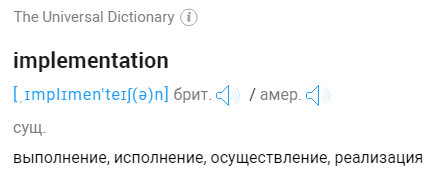 The Universal Dictionary
implementation
[ˌɪmplɪmen'teɪʃ(ə)n] брит. / амер.
сущ.
выполнение, исполнение, осуществление, реализация